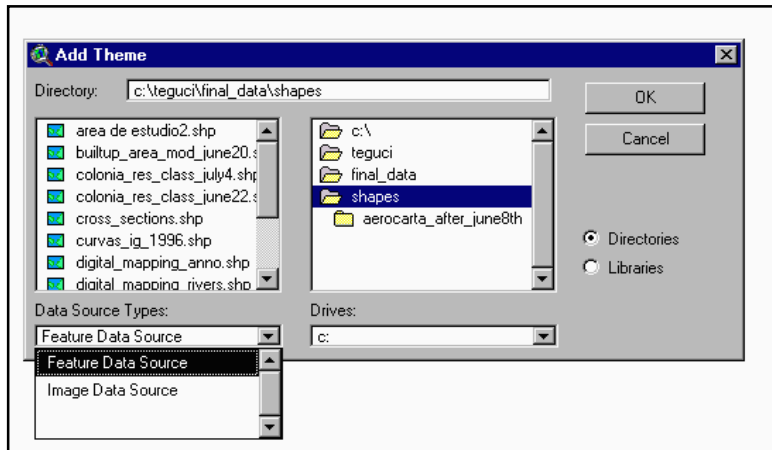 Add Theme
Directory: c:\teguci\final_data\shapes
OK
Cancel
area de estudio2.shp
builtup_area_mod_june20.s
colonia_res_class_july4.shp
colonia_res_class_june22.s
cross_sections.shp
curvas_ig_1996.shp
digital_mapping_anno.shp
digital_mapping_rivers.shp
c:\
teguci
final_data
shapes
aerocarta_after_june8th
Directories
Libraries
Data Source Types:
Feature Data Source
Feature Data Source
Image Data Source
Drives:
c: